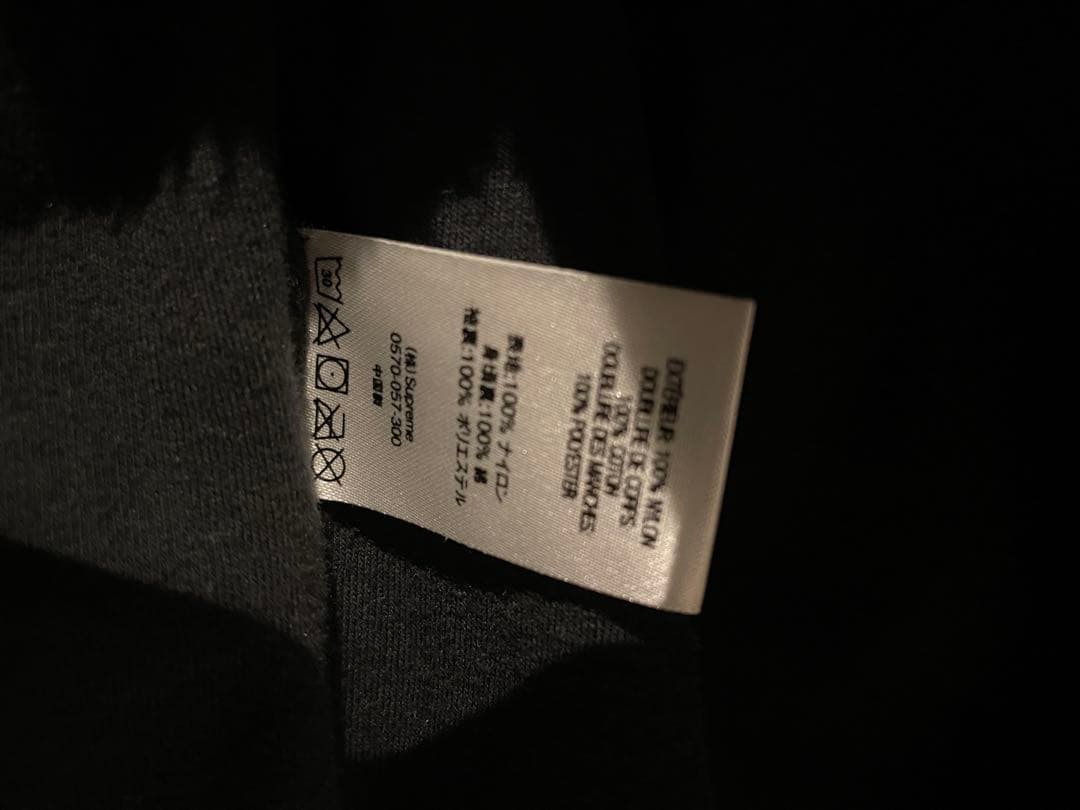 EXTÉRIEUR: 100% NYLON
DOUBLURE DE CORPS:
100% COTTON
DOUBLURE DES MANCHES:
100% POLYESTER
表地:100% ナイロン
身頃裏:100% 綿
袖裏:100% ポリエステル
(株)Supreme
0570-057-300
中国製
30